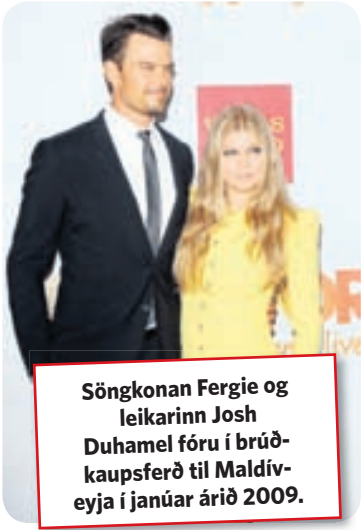 Söngkonan Fergie og
leikarinn Josh
Duhamel fóru í brúð-
kaupsferð til Maldív-
eyja í janúar árið 2009.